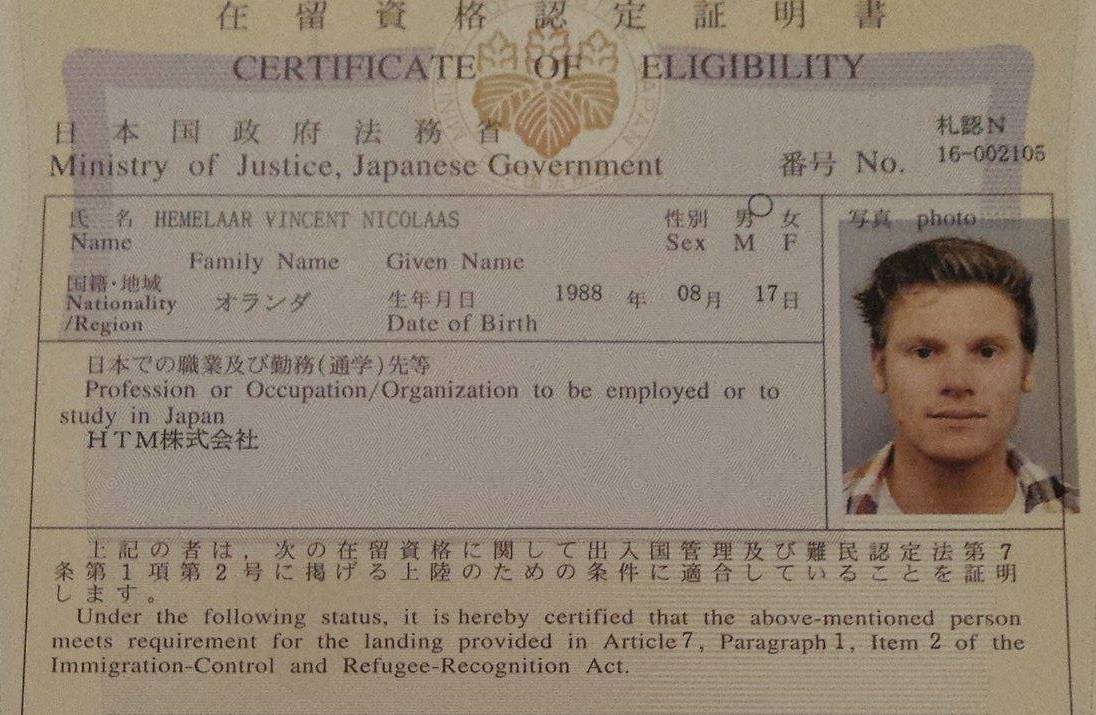 在留資格認定証明書
CERTIFICATE OF ELIGIBILITY
日本国政府法務省
Ministry of Justice, Japanese Government
番号 No. 札認N 16-002105
氏名 HEMELAAR VINCENT NICOLAAS
Name
Family Name Given Name
性別 男 女
Sex M F
写真 photo
国籍・地域
Nationality
/Region
オランダ
生年月日 1988 年 08月 17日
Date of Birth
日本での職業及び勤務(通学)先等
Profession or Occupation/Organization to be employed or to
study in Japan
HTM株式会社
上記の者は,次の在留資格に関して出入国管理及び難民認定法第7
条第1項第2号に掲げる上陸のための条件に適合していることを証明
します。
Under the following status, it is hereby certified that the above-mentioned person
meets requirement for the landing provided in Article 7, Paragraph 1, Item 2 of the
Immigration-Control and Refugee-Recognition Act.